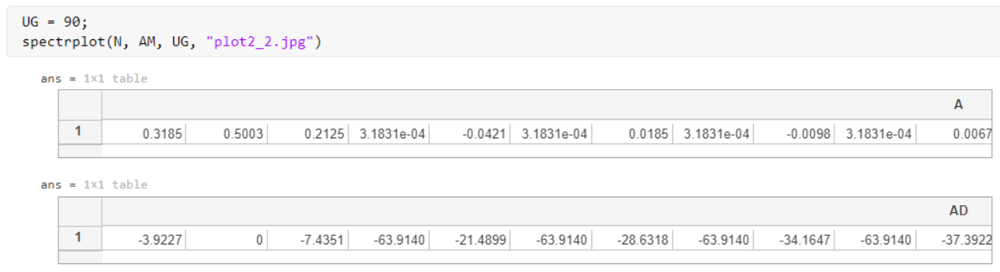 UG = 90;
spectrplot(N, AM, UG, "plot2_2.jpg")
ans = 1×1 table
A
1 0.3185 0.5003 0.2125 3.1831e-04 -0.0421 3.1831e-04 0.0185 3.1831e-04 -0.0098 3.1831e-04 0.0067
ans = 1×1 table
AD
1 -3.9227 0 -7.4351 -63.9140 -21.4899 -63.9140 -28.6318 -63.9140 -34.1647 -63.9140 -37.3922